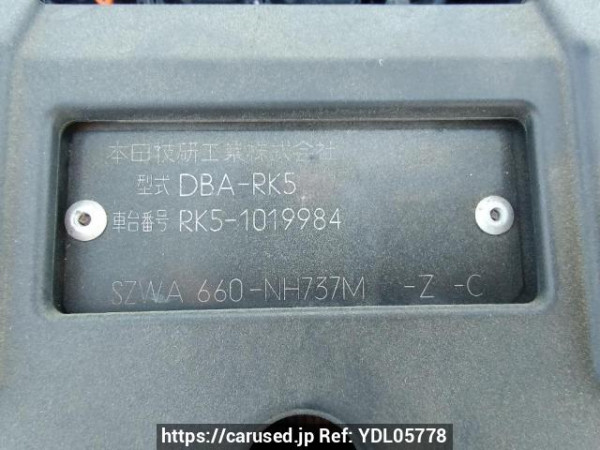 本田技研工業株式会社
型式 DBA-RK5
車台番号 RK5-1019984
SZWA 660-NH737M -Z -C
https://carused.jp Ref: YDL05778